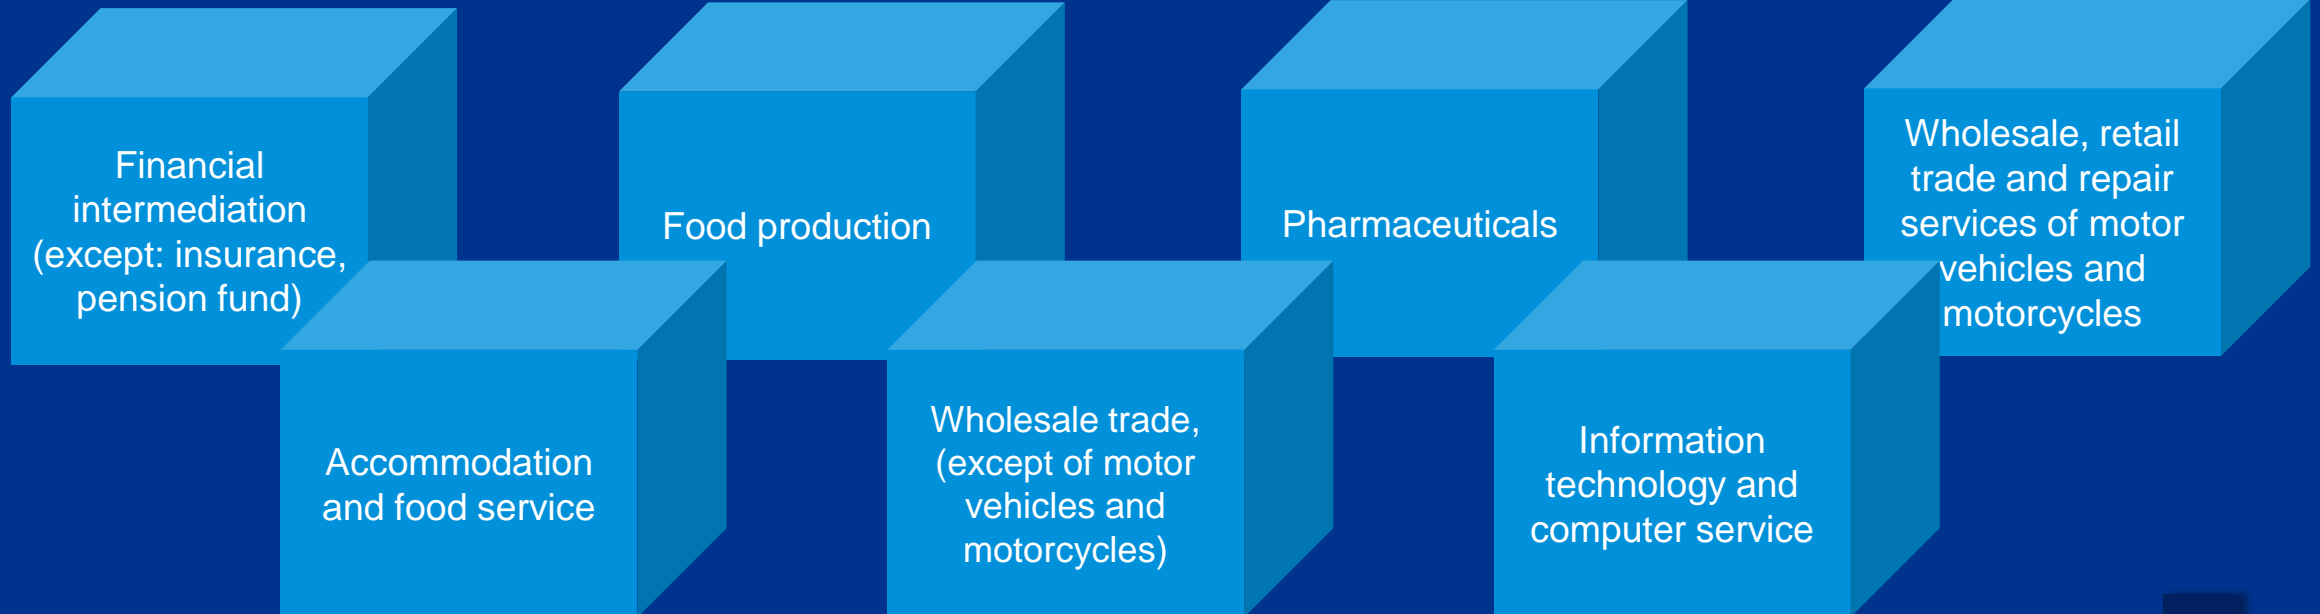 Financial
intermediation
(except: insurance,
pension fund)
Food production
Pharmaceuticals
Wholesale, retail
trade and repair
services of motor
vehicles and
motorcycles
Accommodation
and food service
Wholesale trade,
(except of motor
vehicles and
motorcycles)
Information
technology and
computer service